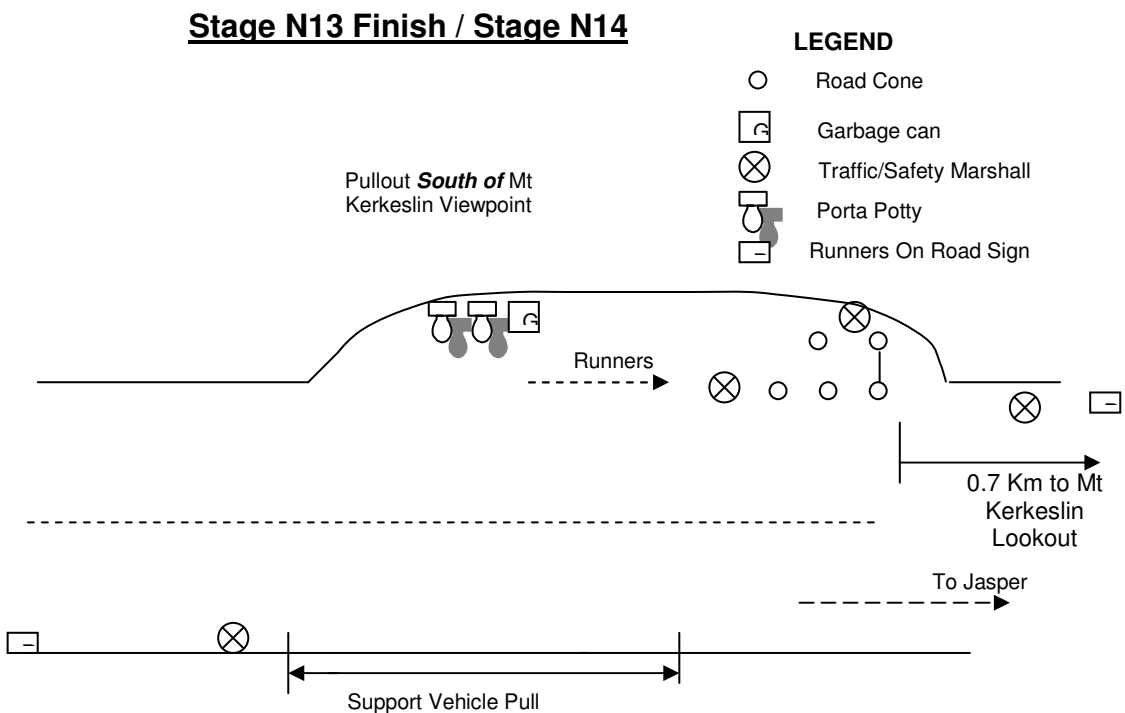 Stage N13 Finish / Stage N14
LEGEND
Road Cone
G
Garbage can
Traffic/Safety Marshall
Porta Potty
Runners On Road Sign
Pullout South of Mt
Kerkeslin Viewpoint
G
Runners
0.7 Km to Mt
Kerkeslin
Lookout
To Jasper
Support Vehicle Pull